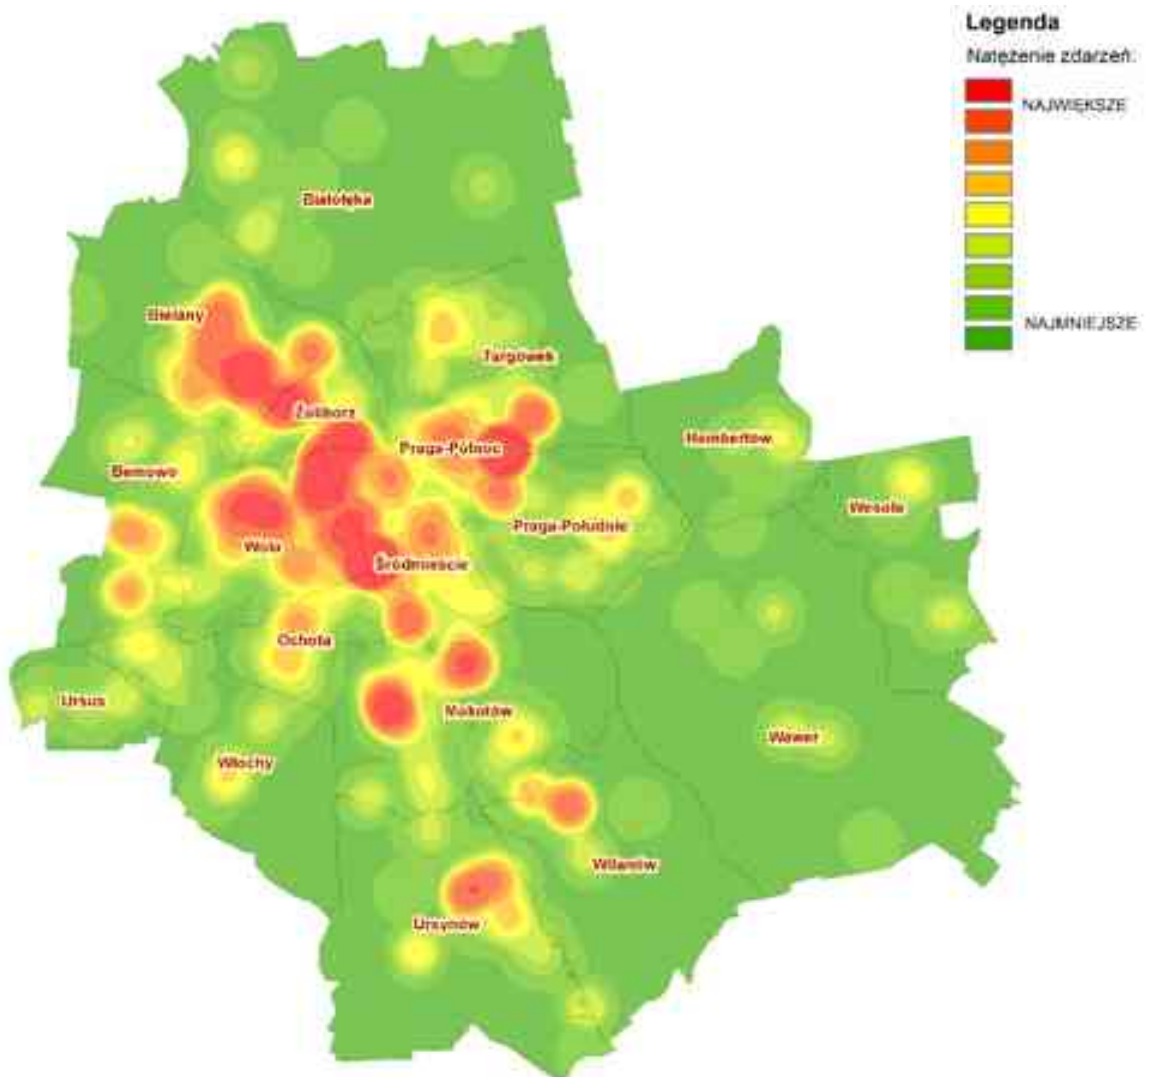 Legenda
Natężenie zdarzeń:
NAJWIĘKSZE
NAJMNIEJSZE
Białołęka
Bielany
Targówek
Żoliborz
Praga-Północ
Rembertów
Bemowo
Wesoła
Praga-Południe
Wola
Śródmieście
Ochota
Ursus
Mokotów
Wawer
Włochy
Wilanów
Ursynów